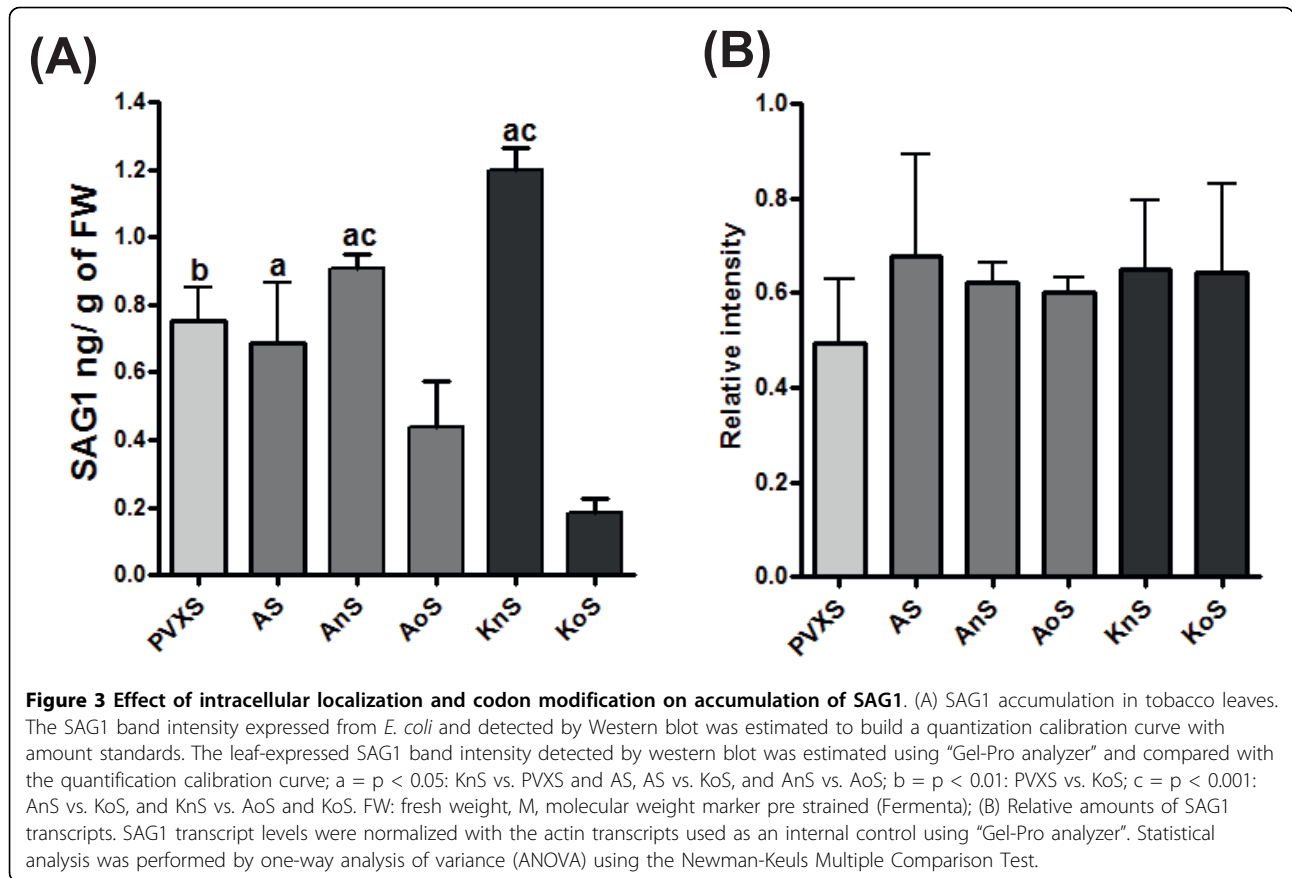 (A)
(B)
SAG1 ng/ g of FW
1.4
1.2
1.0
0.8
0.6
0.4
0.2
0.0
b
a
ac
ac
PVXS
AS
AnS
AoS
KnS
KoS
Relative intensity
1.0
0.8
0.6
0.4
0.2
0.0
PVXS
AS
AnS
AoS
KnS
KoS
Figure 3 Effect of intracellular localization and codon modification on accumulation of SAG1. (A) SAG1 accumulation in tobacco leaves.
The SAG1 band intensity expressed from E. coli and detected by Western blot was estimated to build a quantization calibration curve with
amount standards. The leaf-expressed SAG1 band intensity detected by western blot was estimated using “Gel-Pro analyzer” and compared with
the quantification calibration curve; a = p < 0.05: KnS vs. PVXS and AS, AS vs. KoS, and AnS vs. AoS; b = p < 0.01: PVXS vs. KoS; c = p < 0.001:
AnS vs. KoS, and KnS vs. AoS and KoS. FW: fresh weight, M, molecular weight marker pre strained (Fermenta); (B) Relative amounts of SAG1
transcripts. SAG1 transcript levels were normalized with the actin transcripts used as an internal control using “Gel-Pro analyzer”. Statistical
analysis was performed by one-way analysis of variance (ANOVA) using the Newman-Keuls Multiple Comparison Test.